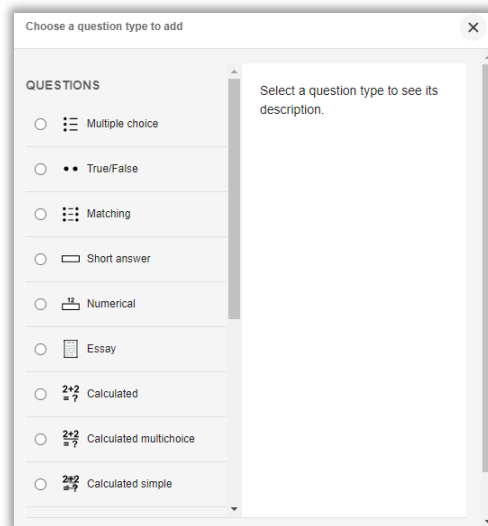 Choose a question type to add
QUESTIONS
Multiple choice
True/False
Matching
Short answer
12
Numerical
Essay
2+2
= ?
Calculated
2+2
= ?
Calculated multichoice
2+2
= ?
Calculated simple
Select a question type to see its
description.